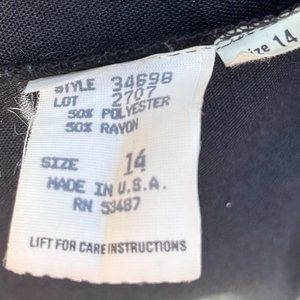 STYLE 34698
LOT 2707
50% POLYESTER
50% RAYON
SIZE 14
MADE IN U.S.A.
RN 53487
LIFT FOR CARE INSTRUCTIONS
Size 14